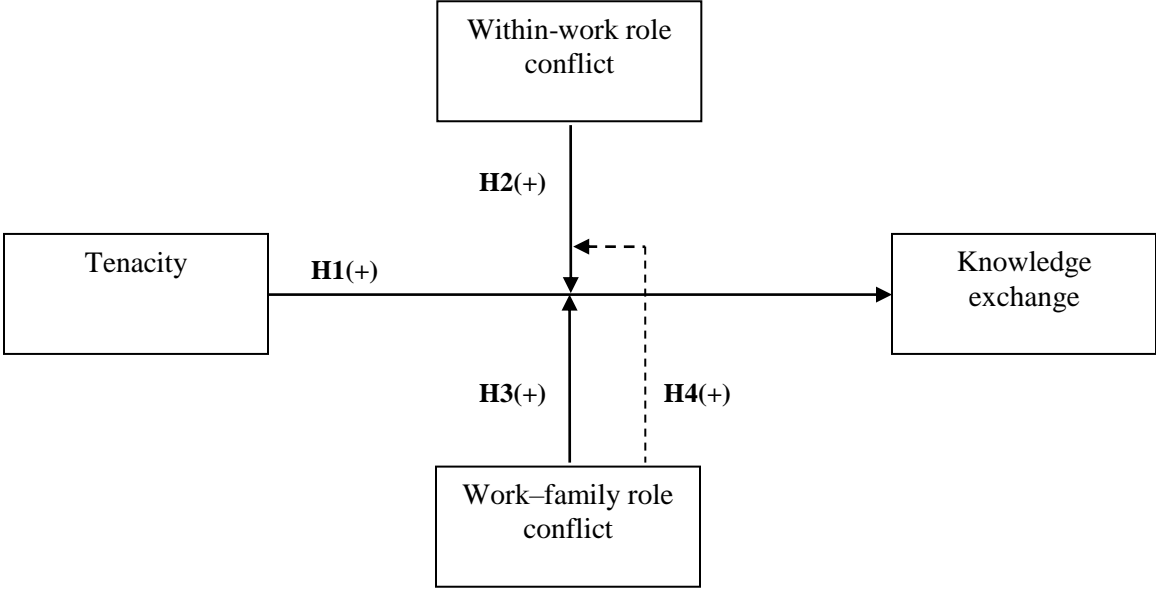 Within-work role
conflict
H2(+)
Tenacity
H1(+)
Knowledge
exchange
H3(+)
H4(+)
Work–family role
conflict